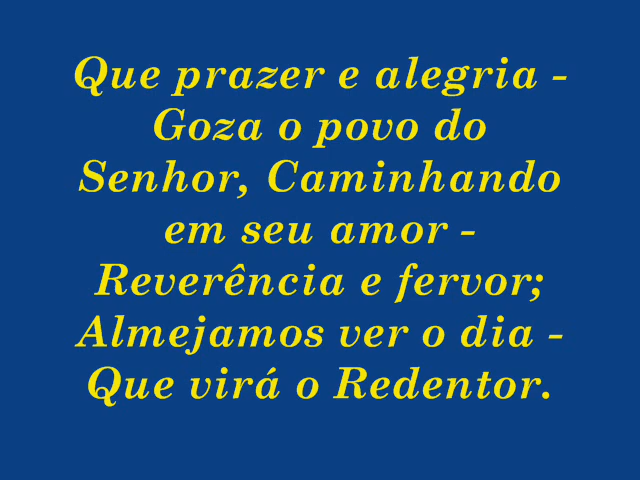 Que prazer e alegria -
Goza o povo do
Senhor, Caminhando
em seu amor -
Reverência e fervor;
Almejamos ver o dia -
Que virá o Redentor.